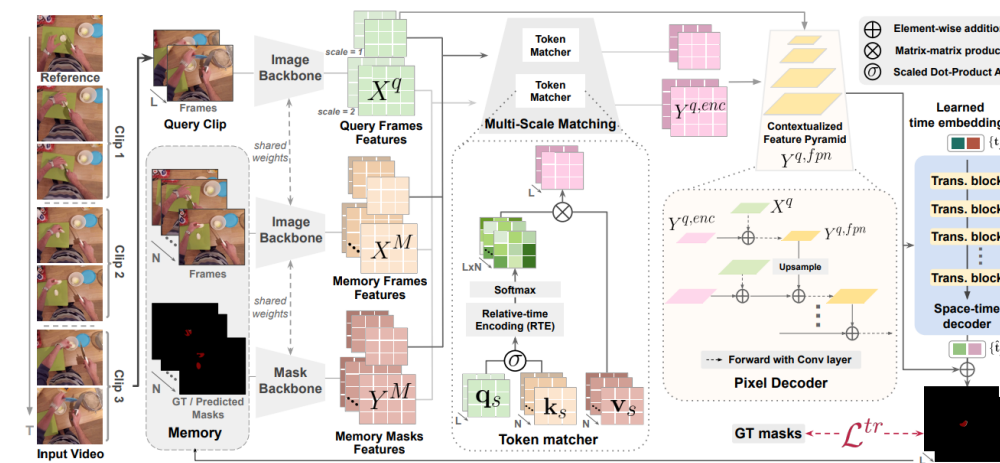 Reference
Clip 1
Clip 2
Clip 3
T
Input Video
L
Frames
Query Clip
N
Frames
N
GT / Predicted
Masks
Memory
Image
Backbone
shared
weights
Image
Backbone
shared
weights
Mask
Backbone
scale = 1
X^q
scale = 2
Query Frames
Features
X^M
Memory Frames
Features
Y^M
Memory Masks
Features
Token
Matcher
Token
Matcher
Multi-Scale Matching
L
LxN
Softmax
Relative-time
Encoding (RTE)
σ
q_s
k_s
v_s
L
N
N
Token matcher
Y^{q,enc}
Contextualized
Feature Pyramid
Y^{q,fpn}
X^q
Y^{q,enc}
Y^{q,fpn}
Upsample
Forward with Conv layer
Pixel Decoder
Element-wise addition
Matrix-matrix produc
σ Scaled Dot-Product A
Learned
time embedding
{t
Trans. block
Trans. block
Trans. block
Trans. block
Space-time
decoder
{t̂
GT masks
𝓛^{tr}
L